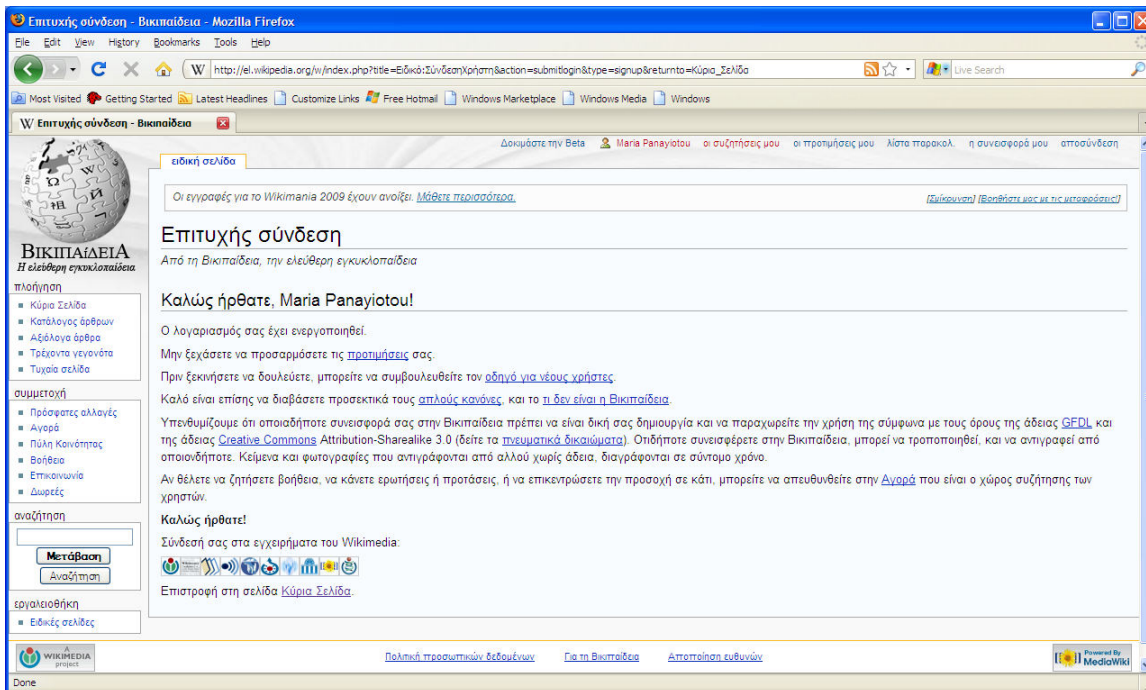 Επιτυχής σύνδεση - Βικιπαίδεια - Mozilla Firefox
File Edit View History Bookmarks Tools Help
W http://el.wikipedia.org/w/index.php?title=Ειδικό:ΣύνδεσηΧρήστη&action=submitlogin&type=signup&returnto=Κύρια_Σελίδα Live Search
Most Visited Getting Started Latest Headlines Customize Links Free Hotmail Windows Marketplace Windows Media Windows
W Επιτυχής σύνδεση - Βικιπαίδεια
Δοκιμάστε την Beta Maria Panayiotou οι συζητήσεις μου οι προτιμήσεις μου λίστα παρακολ. η συνεισφορά μου αποσύνδεση
ειδική σελίδα
Οι εγγραφές για το Wikimania 2009 έχουν ανοίξει. Μάθετε περισσότερα.
[Σμίκρυνση] [Βοηθήστε μας με τις μεταφράσεις!]
Επιτυχής σύνδεση
Από τη Βικιπαίδεια, την ελεύθερη εγκυκλοπαίδεια
Καλώς ήρθατε, Maria Panayiotou!
Ο λογαριασμός σας έχει ενεργοποιηθεί.
Μην ξεχάσετε να προσαρμόσετε τις προτιμήσεις σας.
Πριν ξεκινήσετε να δουλεύετε, μπορείτε να συμβουλευθείτε τον οδηγό για νέους χρήστες.
Καλό είναι επίσης να διαβάσετε προσεκτικά τους απλούς κανόνες, και το τι δεν είναι η Βικιπαίδεια.
Υπενθυμίζουμε ότι οποιαδήποτε συνεισφορά σας στην Βικιπαίδεια πρέπει να είναι δική σας δημιουργία και να παραχωρείτε την χρήση της σύμφωνα με τους όρους της άδειας GFDL και
της άδειας Creative Commons Attribution-Sharealike 3.0 (δείτε τα πνευματικά δικαιώματα). Οτιδήποτε συνεισφέρετε στην Βικιπαίδεια, μπορεί να τροποποιηθεί, και να αντιγραφεί από
οποιονδήποτε. Κείμενα και φωτογραφίες που αντιγράφονται από αλλού χωρίς άδεια, διαγράφονται σε σύντομο χρόνο.
Αν θέλετε να ζητήσετε βοήθεια, να κάνετε ερωτήσεις ή προτάσεις, ή να επικεντρώσετε την προσοχή σε κάτι, μπορείτε να απευθυνθείτε στην Αγορά που είναι ο χώρος συζήτησης των
χρηστών.
Καλώς ήρθατε!
Σύνδεσή σας στα εγχειρήματα του Wikimedia:
Επιστροφή στη σελίδα Κύρια Σελίδα.
ΒΙΚΙΠΑίΔΕΙΑ
Η ελεύθερη εγκυκλοπαίδεια
πλοήγηση
Κύρια Σελίδα
Κατάλογος άρθρων
Αξιόλογα άρθρα
Τρέχοντα γεγονότα
Τυχαία σελίδα
συμμετοχή
Πρόσφατες αλλαγές
Αγορά
Πύλη Κοινότητας
Βοήθεια
Επικοινωνία
Δωρεές
αναζήτηση
Μετάβαση
Αναζήτηση
εργαλειοθήκη
Ειδικές σελίδες
A
WIKIMEDIA
project
Πολιτική προσωπικών δεδομένων Για τη Βικιπαίδεια Αποποίηση ευθυνών
Powered By
MediaWiki
Done